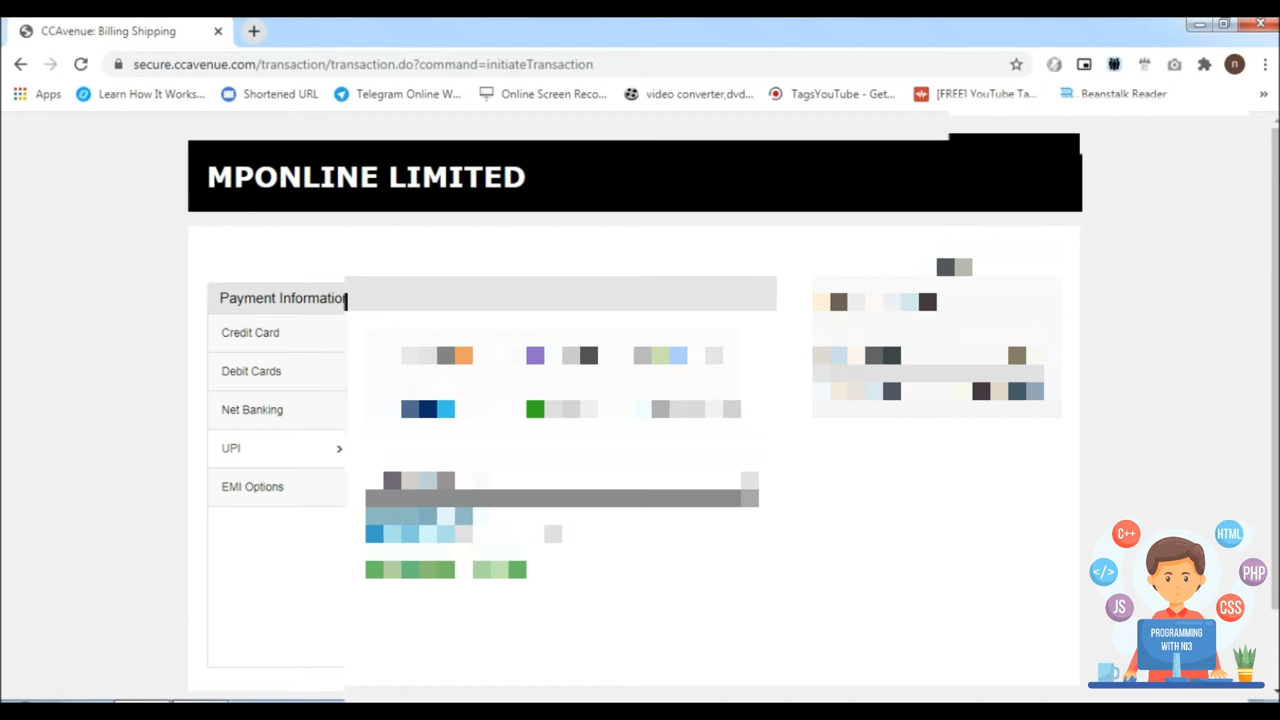 CCAvenue: Billing Shipping
secure.ccavenue.com/transaction/transaction.do?command=initiateTransaction
n
Apps
Learn How It Works...
Shortened URL
Telegram Online W...
Online Screen Reco...
video converter,dvd...
TagsYouTube - Get...
[FREE] YouTube Ta...
Beanstalk Reader
»
MPONLINE LIMITED
Payment Information
Credit Card
Debit Cards
Net Banking
UPI
EMI Options
C++
HTML
</>
PHP
JS
CSS
PROGRAMMING
WITH NI3